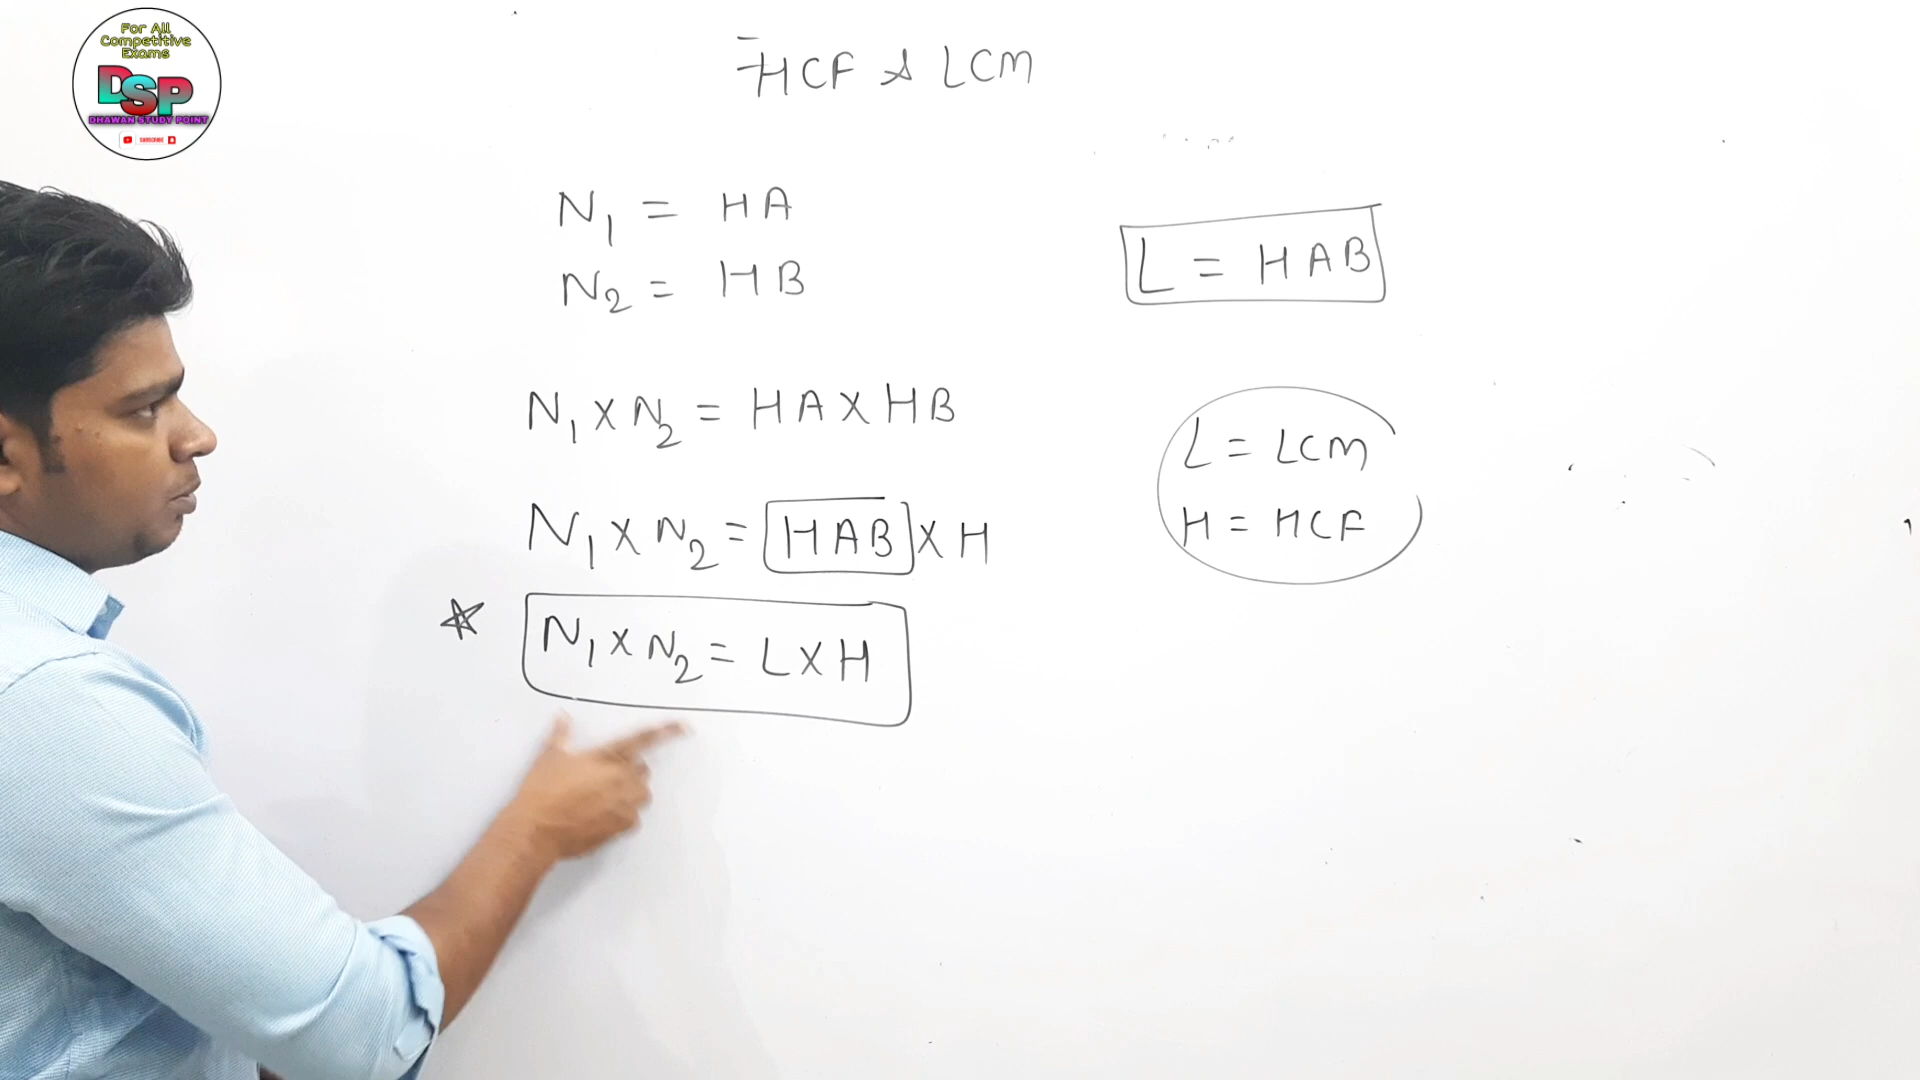 For All
Competitive
Exams
DSP
DHAWAN STUDY POINT
SUBSCRIBE
HCF & LCM
N₁ = HA
N₂ = HB
L = HAB
N₁ X N₂ = HA X HB
L = LCM
H = HCF
N₁ X N₂ = HAB X H
N₁ X N₂ = L X H